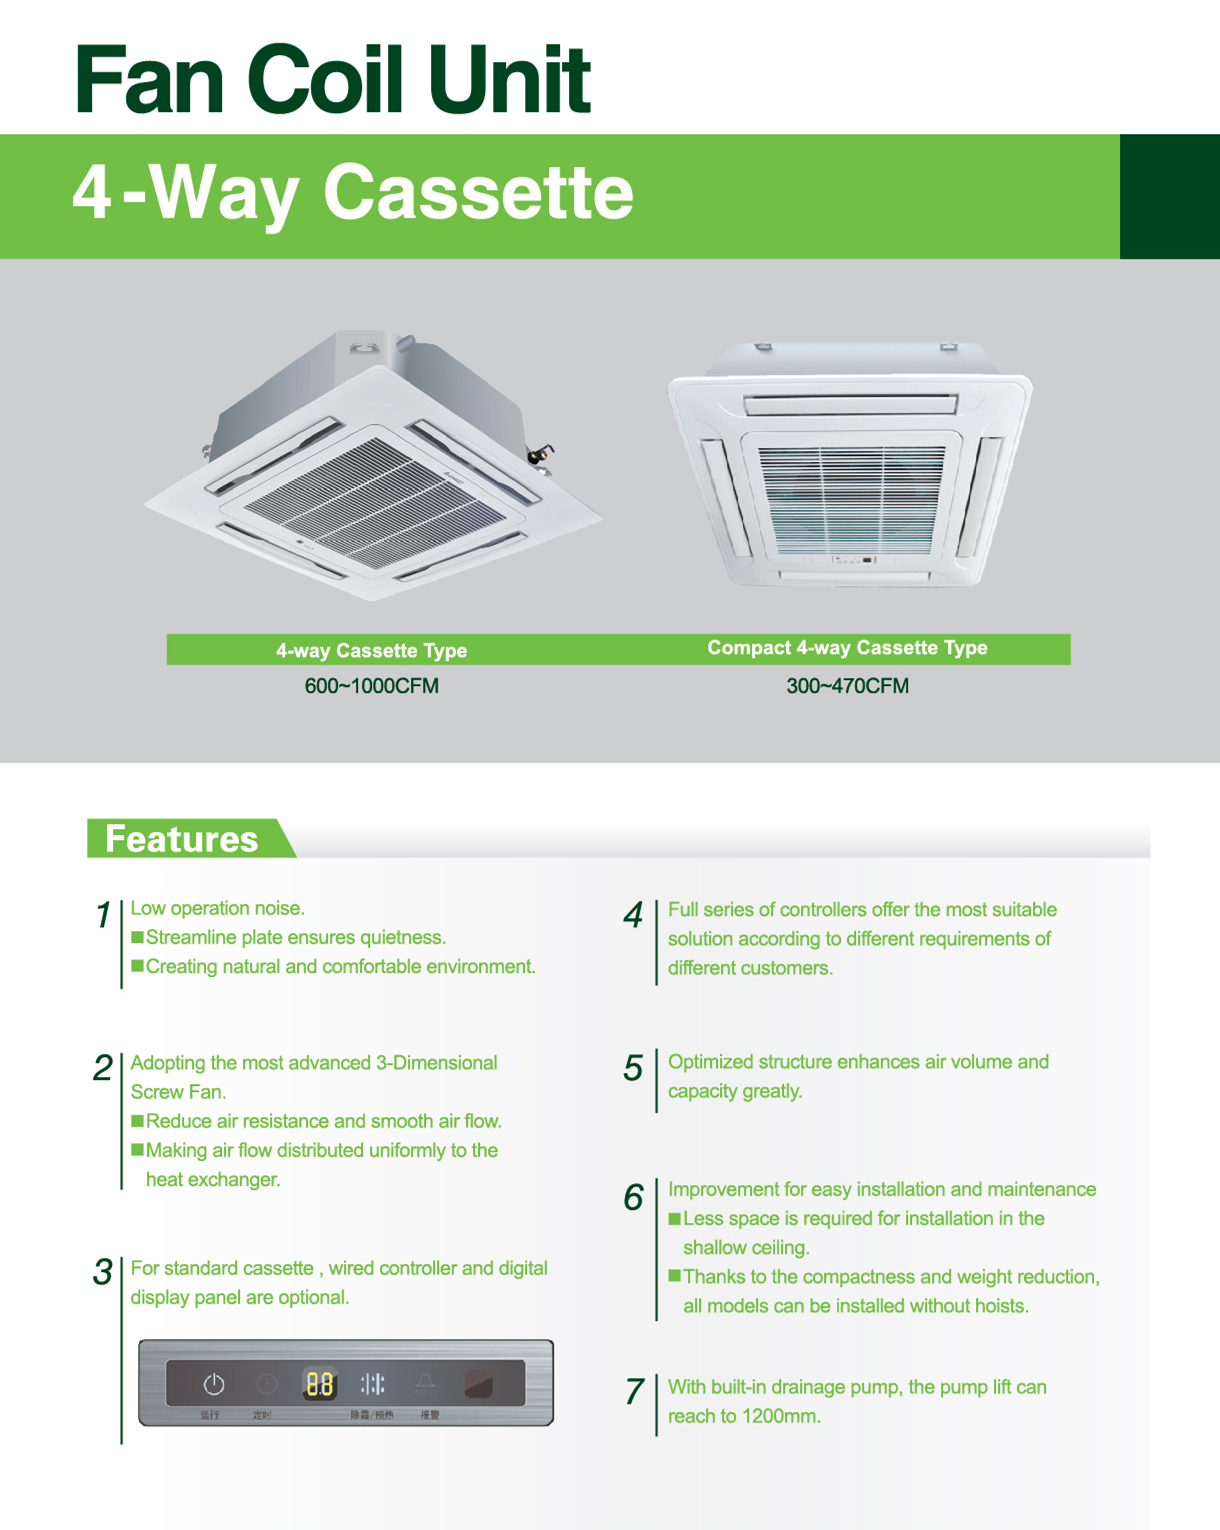 Fan Coil Unit
4-Way Cassette
4-way Cassette Type
Compact 4-way Cassette Type
600~1000CFM
300~470CFM
Features
1
Low operation noise.
■Streamline plate ensures quietness.
■Creating natural and comfortable environment.
2
Adopting the most advanced 3-Dimensional
Screw Fan.
■Reduce air resistance and smooth air flow.
■Making air flow distributed uniformly to the
heat exchanger.
3
For standard cassette , wired controller and digital
display panel are optional.
88
运行 定时 除霜/预热 报警
4
Full series of controllers offer the most suitable
solution according to different requirements of
different customers.
5
Optimized structure enhances air volume and
capacity greatly.
6
Improvement for easy installation and maintenance
■Less space is required for installation in the
shallow ceiling.
■Thanks to the compactness and weight reduction,
all models can be installed without hoists.
7
With built-in drainage pump, the pump lift can
reach to 1200mm.